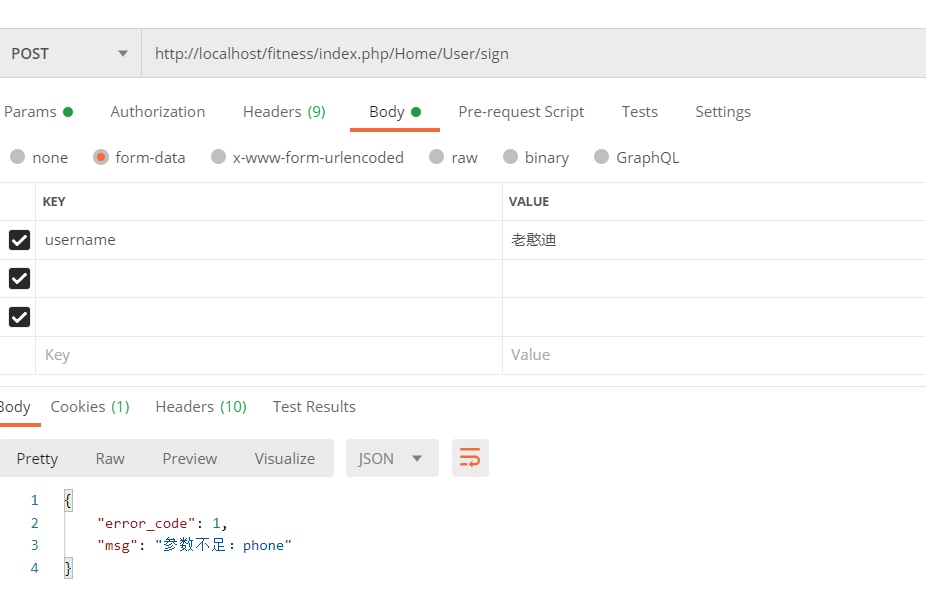 POST http://localhost/fitness/index.php/Home/User/sign
Params Authorization Headers (9) Body Pre-request Script Tests Settings
none form-data x-www-form-urlencoded raw binary GraphQL
KEY VALUE
username 老憨迪
Key Value
Body Cookies (1) Headers (10) Test Results
Pretty Raw Preview Visualize JSON
1 {
2 "error_code": 1,
3 "msg": "参数不足：phone"
4 }